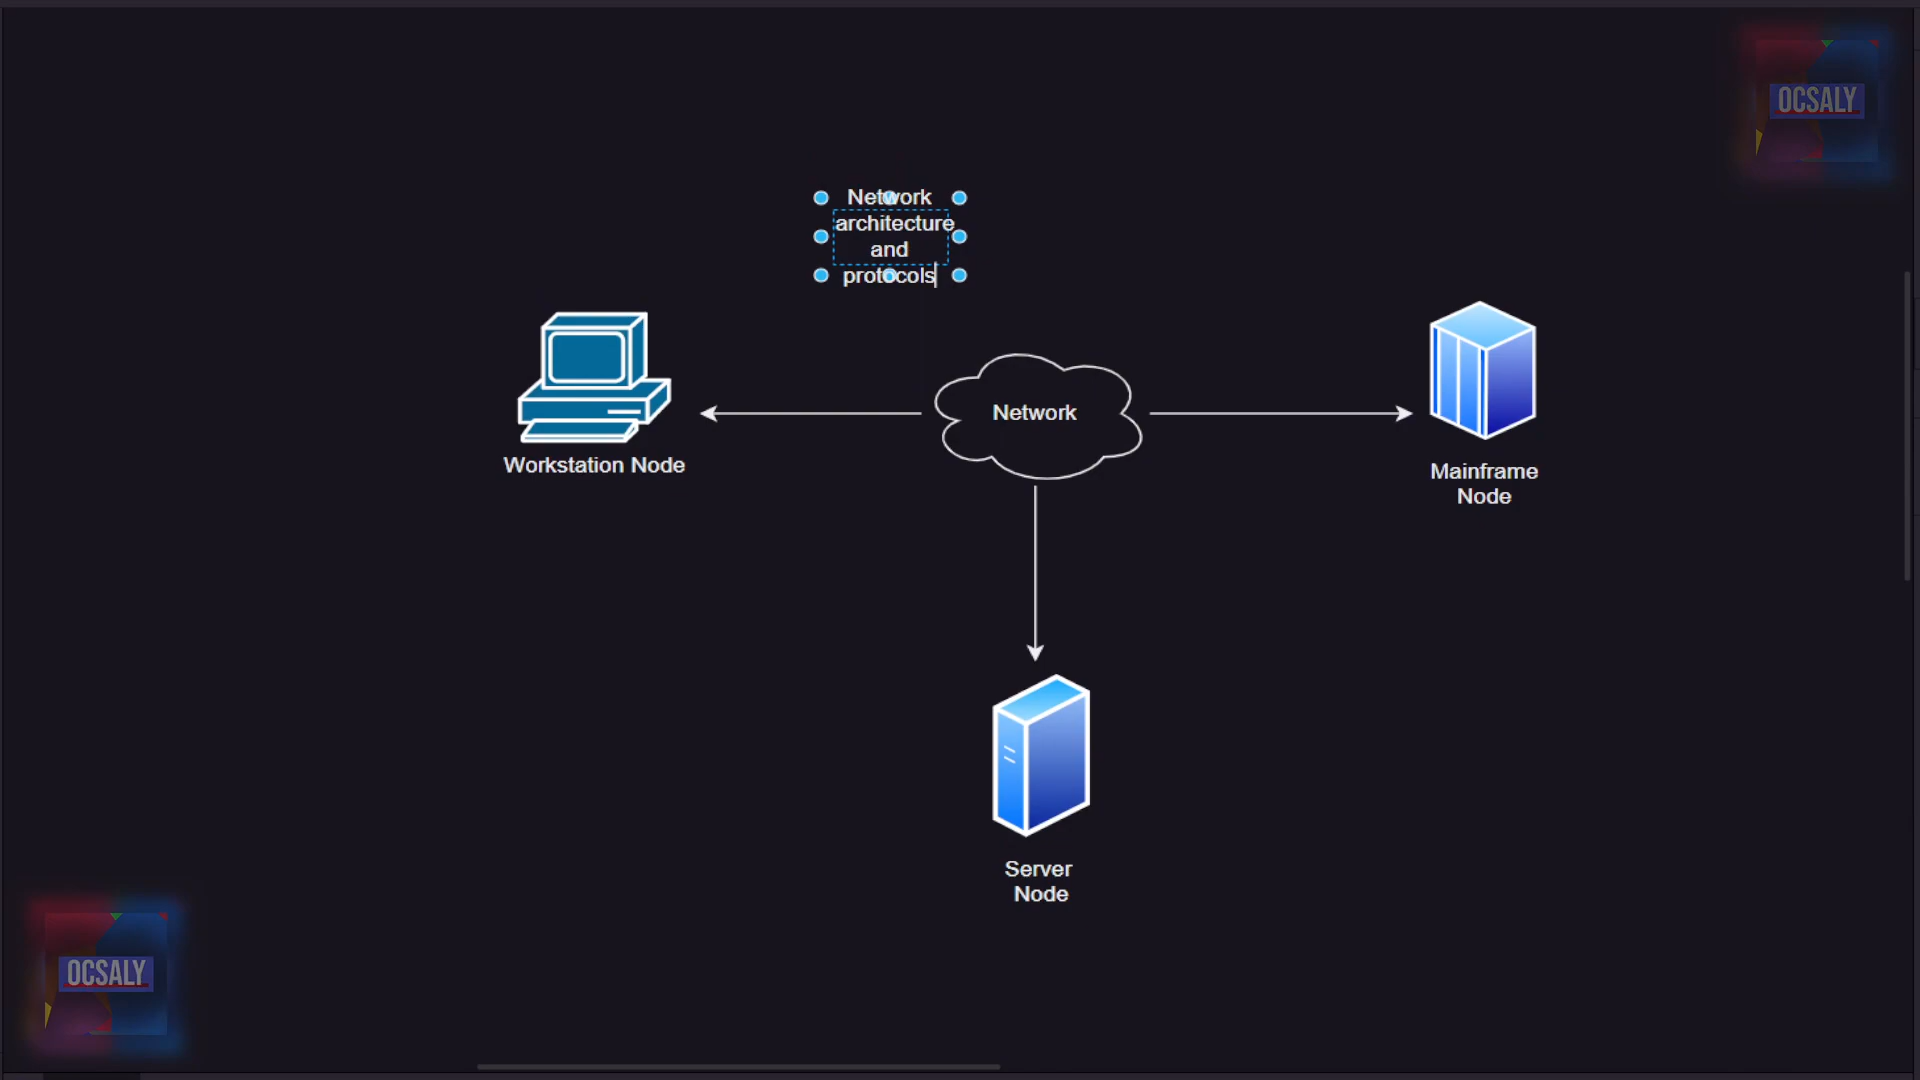 OCSALY
Network
architecture
and
protocols
Network
Workstation Node
Mainframe
Node
Server
Node
OCSALY